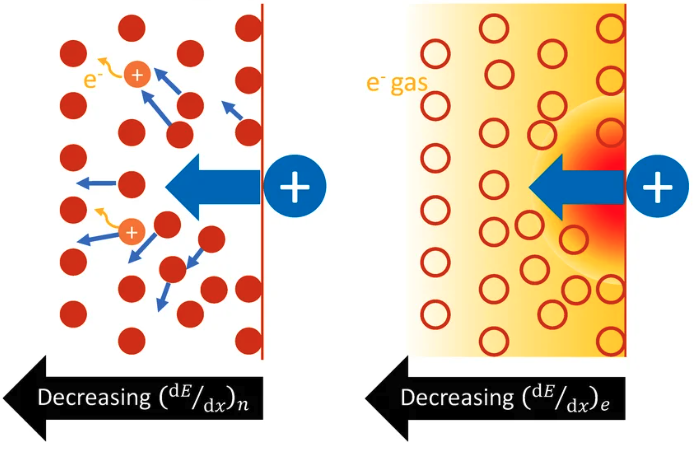 e⁻
+
+
+
Decreasing (dE/dx)n
e⁻ gas
+
Decreasing (dE/dx)e